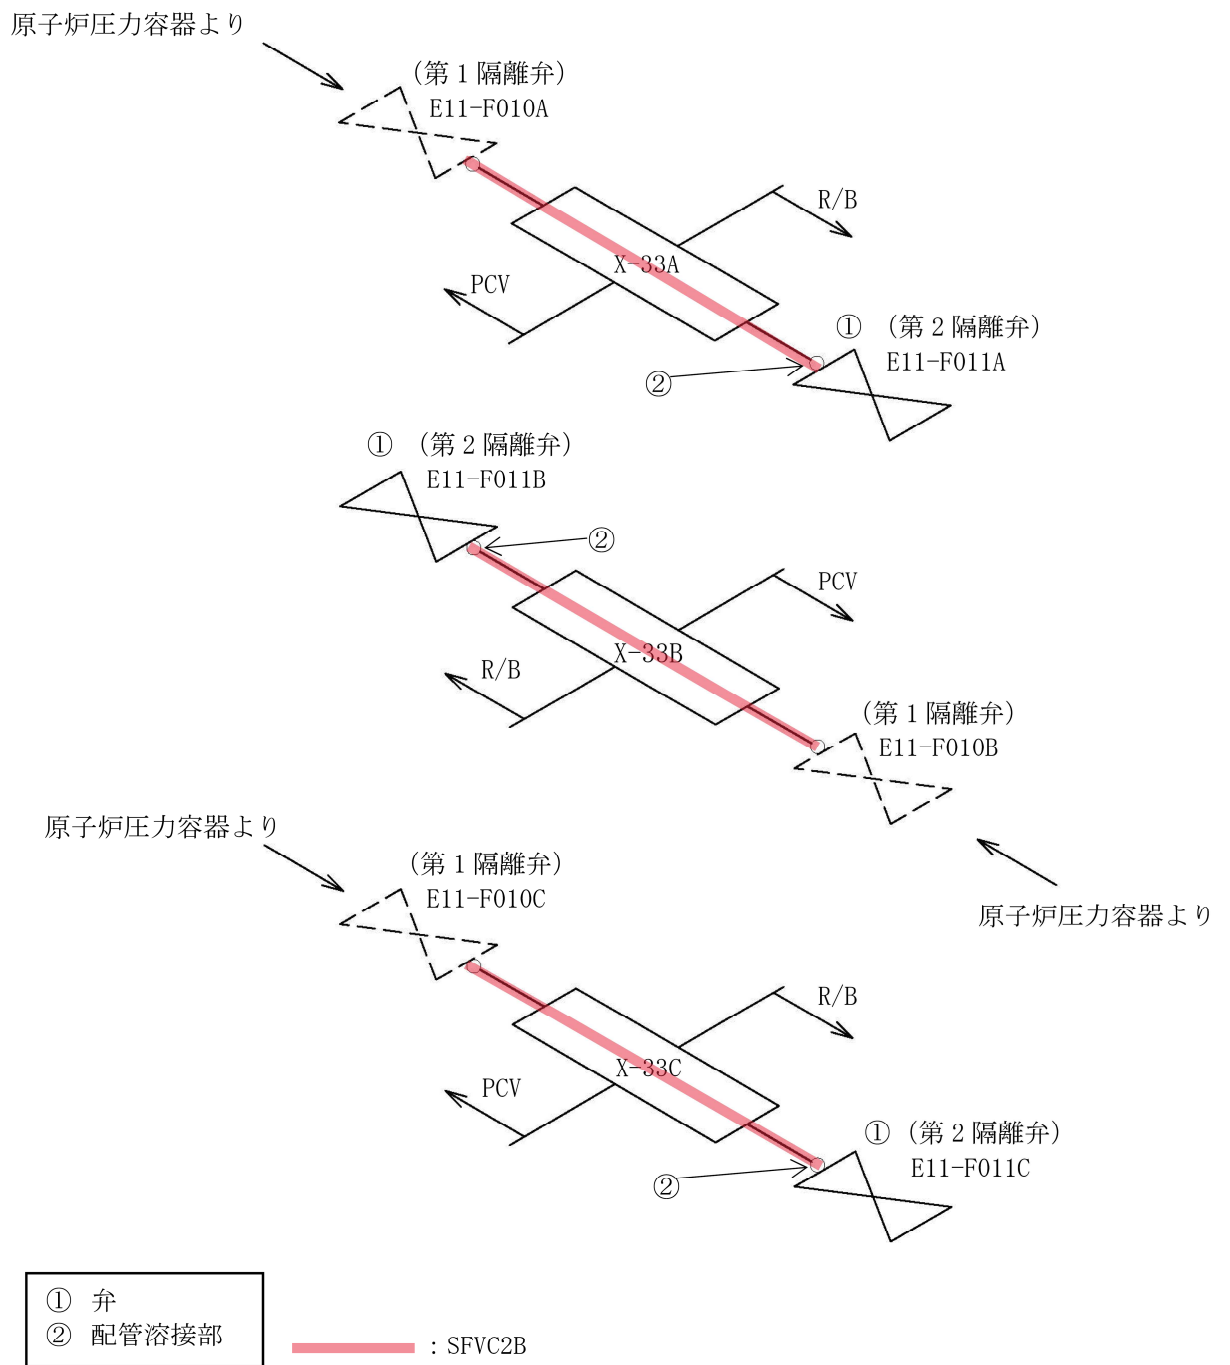 原子炉圧力容器より
(第１隔離弁)
E11-F010A
R/B
X-33A
PCV
① (第２隔離弁)
E11-F011A
②
① (第２隔離弁)
E11-F011B
②
PCV
X-33B
R/B
(第１隔離弁)
E11-F010B
原子炉圧力容器より
(第１隔離弁)
E11-F010C
原子炉圧力容器より
R/B
X-33C
PCV
① (第２隔離弁)
E11-F011C
②
① 弁
② 配管溶接部
: SFVC2B